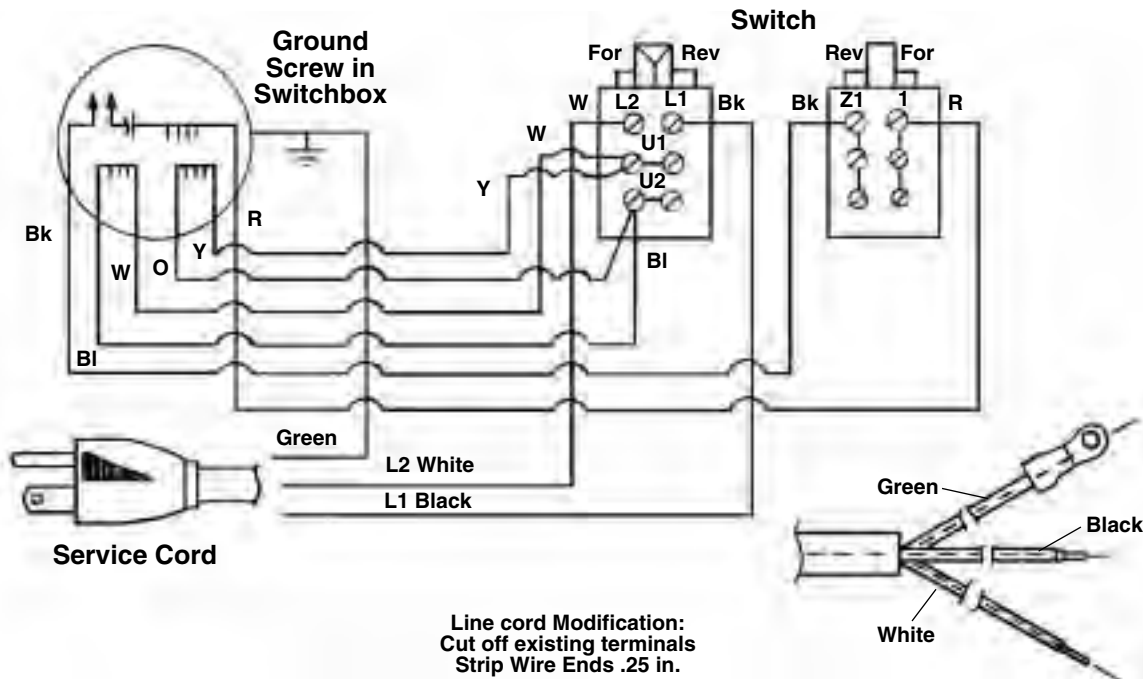 Switch
Ground
Screw in
Switchbox
For Rev
Rev For
W L2 L1 Bk
Bk Z1 1 R
W
U1
Y
U2
Bk
R
Y
O
W
Bl
Bl
Green
L2 White
L1 Black
Service Cord
Green
Black
White
Line cord Modification:
Cut off existing terminals
Strip Wire Ends .25 in.